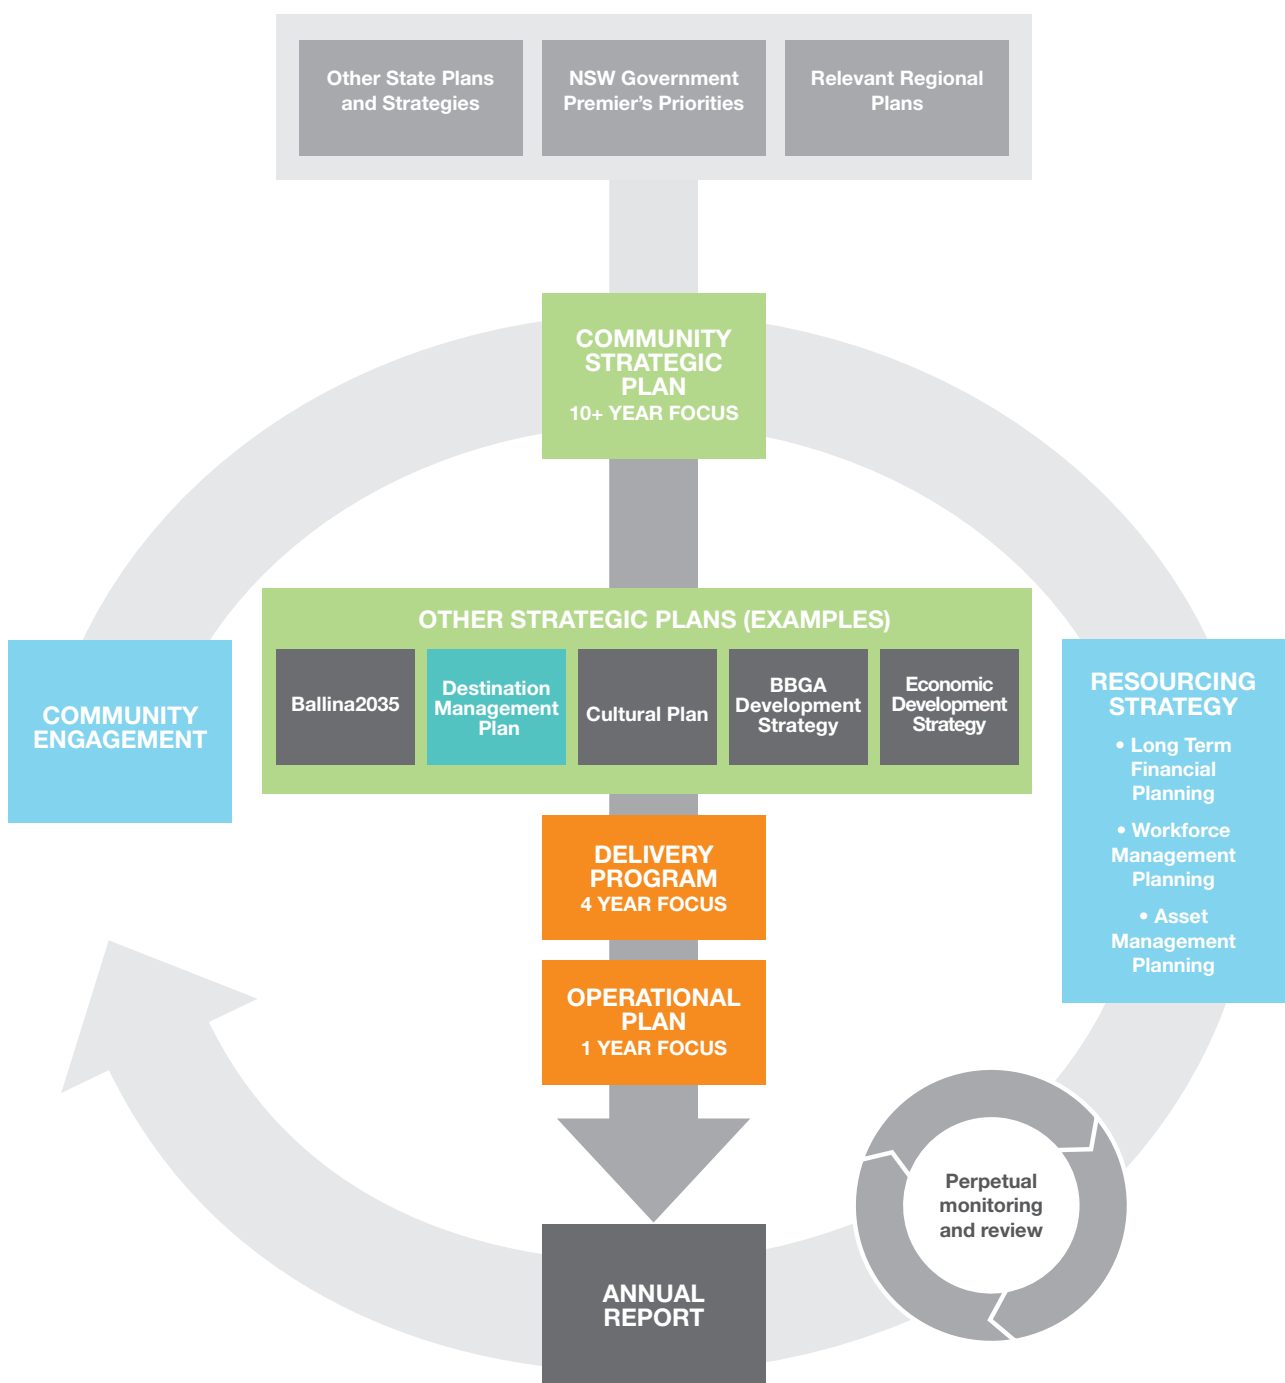 Other State Plans
and Strategies
NSW Government
Premier's Priorities
Relevant Regional
Plans
COMMUNITY
STRATEGIC
PLAN
10+ YEAR FOCUS
OTHER STRATEGIC PLANS (EXAMPLES)
Ballina2035
Destination
Management
Plan
Cultural Plan
BBGA
Development
Strategy
Economic
Development
Strategy
COMMUNITY
ENGAGEMENT
RESOURCING
STRATEGY
• Long Term
Financial
Planning
• Workforce
Management
Planning
• Asset
Management
Planning
DELIVERY
PROGRAM
4 YEAR FOCUS
OPERATIONAL
PLAN
1 YEAR FOCUS
Perpetual
monitoring
and review
ANNUAL
REPORT